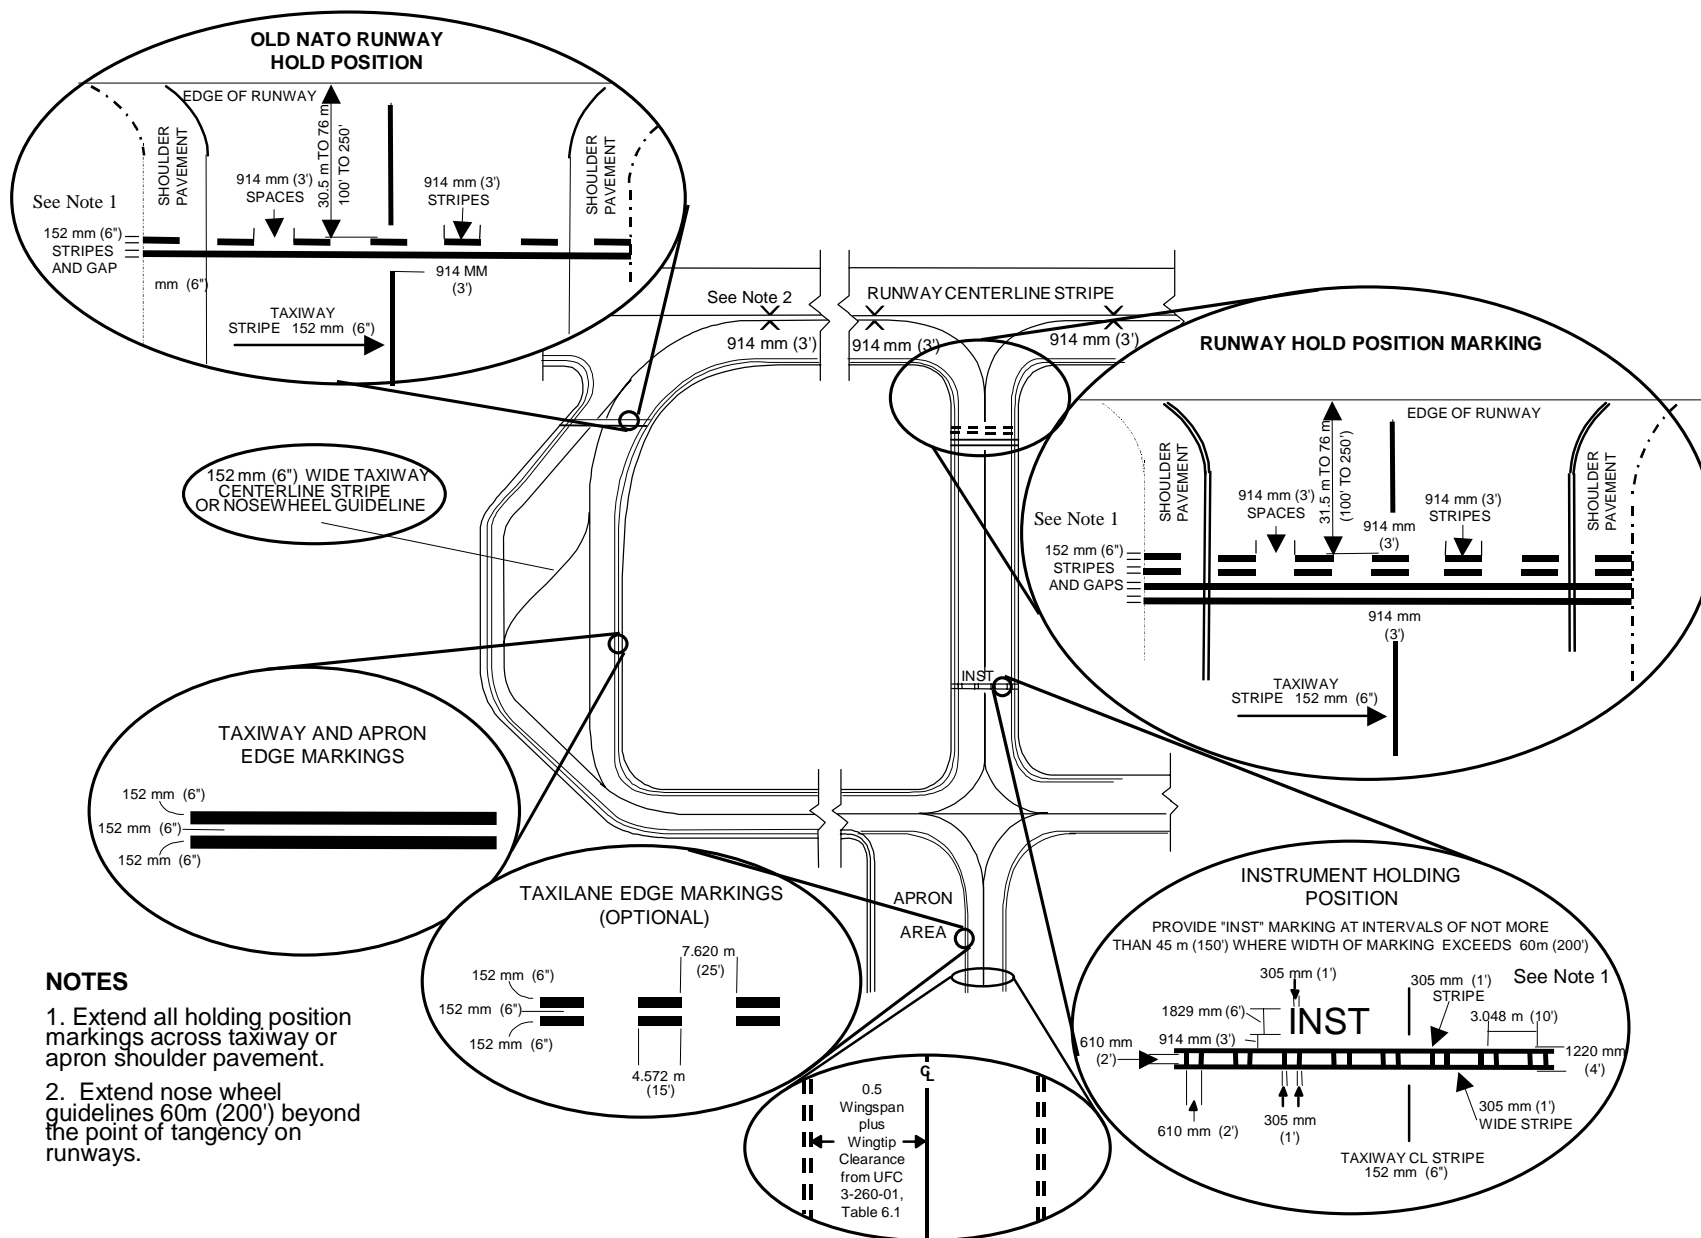 OLD NATO RUNWAY
HOLD POSITION
EDGE OF RUNWAY
SHOULDER
PAVEMENT
30.5 m TO 76 m
100' TO 250'
SHOULDER
PAVEMENT
914 mm (3')
SPACES
914 mm (3')
STRIPES
See Note 1
152 mm (6")
STRIPES
AND GAP
mm (6")
914 MM
(3')
TAXIWAY
STRIPE 152 mm (6")
See Note 2
RUNWAY CENTERLINE STRIPE
914 mm (3')
914 mm (3')
914 mm (3')
RUNWAY HOLD POSITION MARKING
EDGE OF RUNWAY
SHOULDER
PAVEMENT
31.5 m TO 76 m
(100' TO 250')
SHOULDER
PAVEMENT
914 mm (3')
SPACES
914 mm (3')
STRIPES
914 mm
(3')
See Note 1
152 mm (6")
STRIPES
AND GAPS
914 mm
(3')
TAXIWAY
STRIPE 152 mm (6")
152 mm (6") WIDE TAXIWAY
CENTERLINE STRIPE
OR NOSEWHEEL GUIDELINE
INST
TAXIWAY AND APRON
EDGE MARKINGS
152 mm (6")
152 mm (6")
152 mm (6")
TAXILANE EDGE MARKINGS
(OPTIONAL)
7.620 m
(25')
152 mm (6")
152 mm (6")
152 mm (6")
4.572 m
(15')
APRON
AREA
INSTRUMENT HOLDING
POSITION
PROVIDE "INST" MARKING AT INTERVALS OF NOT MORE
THAN 45 m (150') WHERE WIDTH OF MARKING EXCEEDS 60m (200')
305 mm (1')
See Note 1
305 mm (1')
STRIPE
1829 mm (6')
INST
3.048 m (10')
914 mm (3')
610 mm
(2')
1220 mm
(4')
610 mm (2')
305 mm
(1')
305 mm (1')
WIDE STRIPE
TAXIWAY CL STRIPE
152 mm (6")
CL
0.5
Wingspan
plus
Wingtip
Clearance
from UFC
3-260-01,
Table 6.1
NOTES
1. Extend all holding position
markings across taxiway or
apron shoulder pavement.
2. Extend nose wheel
guidelines 60m (200') beyond
the point of tangency on
runways.